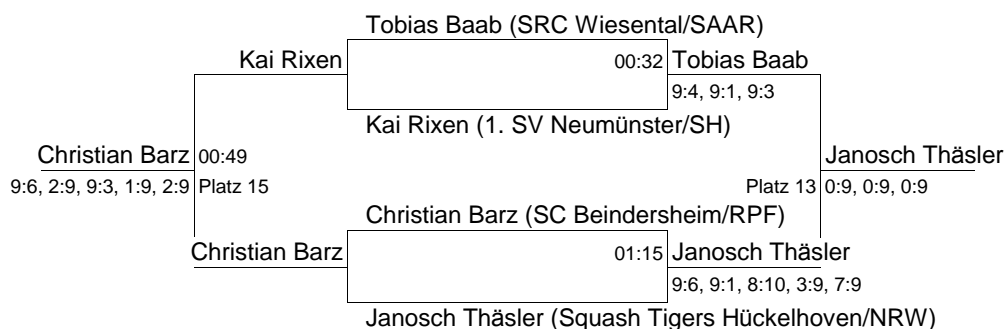 Tobias Baab (SRC Wiesental/SAAR)
Kai Rixen 00:32 Tobias Baab
9:4, 9:1, 9:3
Kai Rixen (1. SV Neumünster/SH)
Christian Barz 00:49 Janosch Thäsler
9:6, 2:9, 9:3, 1:9, 2:9 Platz 15 Platz 13 0:9, 0:9, 0:9
Christian Barz (SC Beindersheim/RPF)
Christian Barz 01:15 Janosch Thäsler
9:6, 9:1, 8:10, 3:9, 7:9
Janosch Thäsler (Squash Tigers Hückelhoven/NRW)